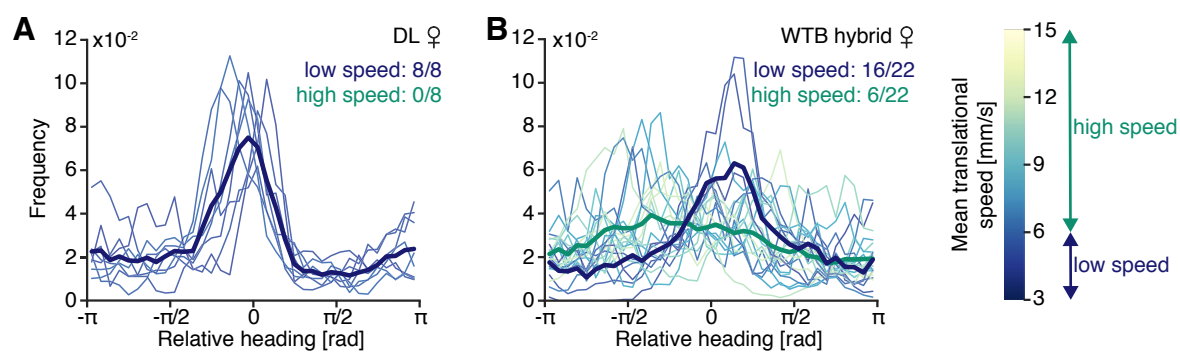 A
x10⁻²
DL ♀
low speed: 8/8
high speed: 0/8
12
10
8
6
4
2
0
Frequency
-π
-π/2
0
π/2
π
Relative heading [rad]
B
x10⁻²
WTB hybrid ♀
low speed: 16/22
high speed: 6/22
12
10
8
6
4
2
0
-π
-π/2
0
π/2
π
Relative heading [rad]
Mean translational
speed [mm/s]
15
12
9
6
3
high speed
low speed